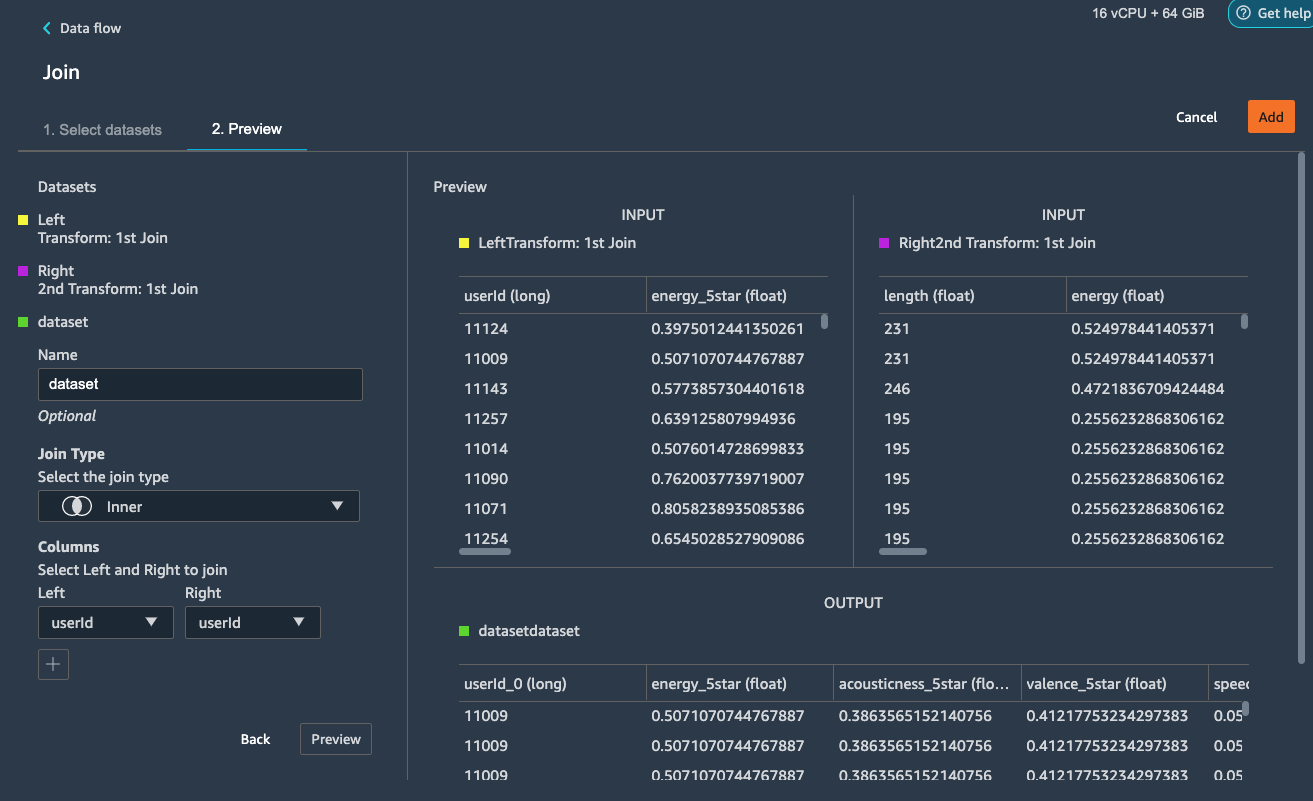 16 vCPU + 64 GiB
Get help
Data flow
Join
1. Select datasets
2. Preview
Cancel
Add
Datasets
Left
Transform: 1st Join
Right
2nd Transform: 1st Join
dataset
Name
dataset
Optional
Join Type
Select the join type
Inner
Columns
Select Left and Right to join
Left Right
userId userId
Back Preview
Preview
INPUT
LeftTransform: 1st Join
userId (long) energy_5star (float)
11124 0.3975012441350261
11009 0.5071070744767887
11143 0.5773857304401618
11257 0.639125807994936
11014 0.5076014728699833
11090 0.7620037739719007
11071 0.8058238935085386
11254 0.6545028527909086
INPUT
Right2nd Transform: 1st Join
length (float) energy (float)
231 0.524978441405371
231 0.524978441405371
246 0.4721836709424484
195 0.2556232868306162
195 0.2556232868306162
195 0.2556232868306162
195 0.2556232868306162
195 0.2556232868306162
OUTPUT
datasetdataset
userId_0 (long) energy_5star (float) acousticness_5star (flo... valence_5star (float) speec
11009 0.5071070744767887 0.3863565152140756 0.41217753234297383 0.05
11009 0.5071070744767887 0.3863565152140756 0.41217753234297383 0.05
11009 0.5071070744767887 0.3863565152140756 0.41217753234297383 0.05